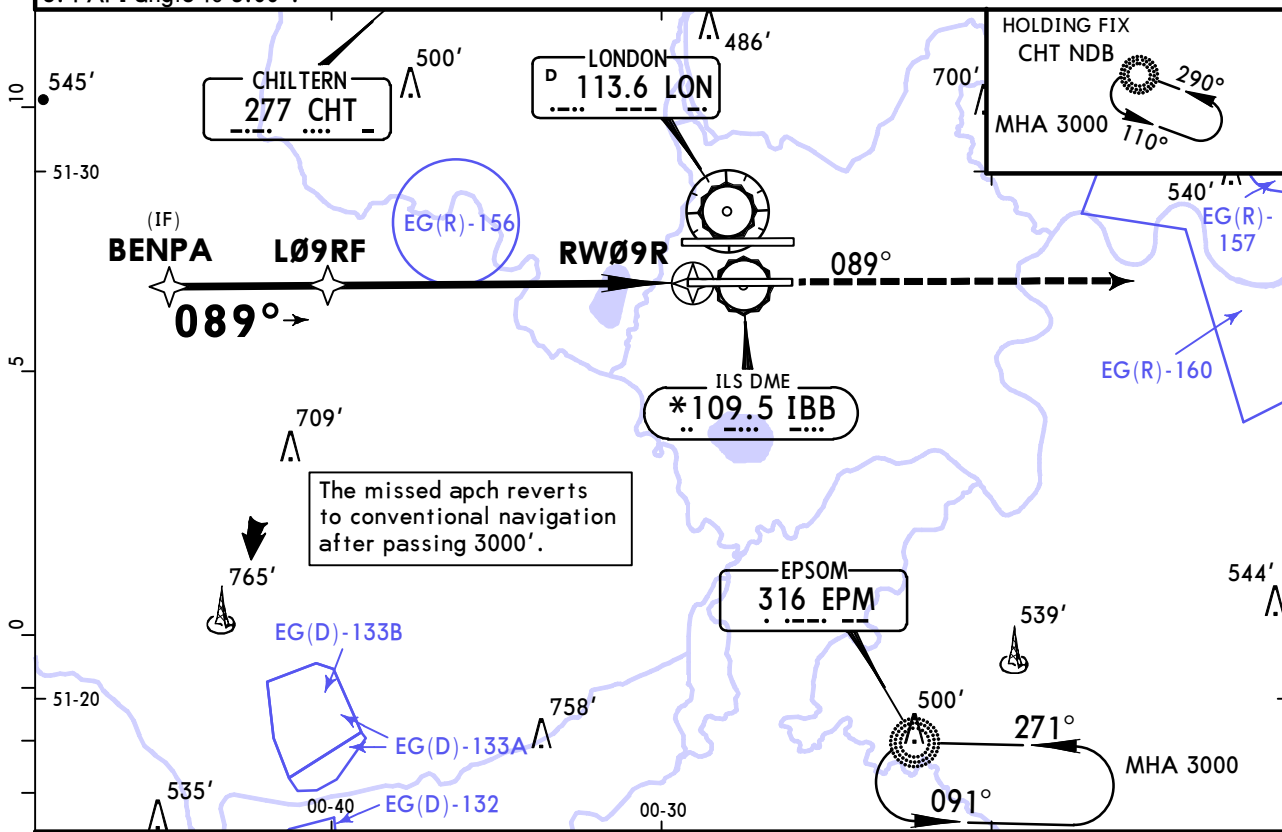 CHILTERN
277 CHT
500'
545'
LONDON
D 113.6 LON
486'
700'
HOLDING FIX
CHT NDB
290°
MHA 3000
110°
10
51-30
EG(R)-156
540'
EG(R)-
157
(IF)
BENPA
LØ9RF
RWØ9R
089°
089°
5
EG(R)-160
ILS DME
*109.5 IBB
709'
The missed apch reverts
to conventional navigation
after passing 3000'.
765'
EPSOM
316 EPM
544'
539'
0
EG(D)-133B
51-20
758'
500'
271°
EG(D)-133A
MHA 3000
535'
00-40
EG(D)-132
00-30
091°